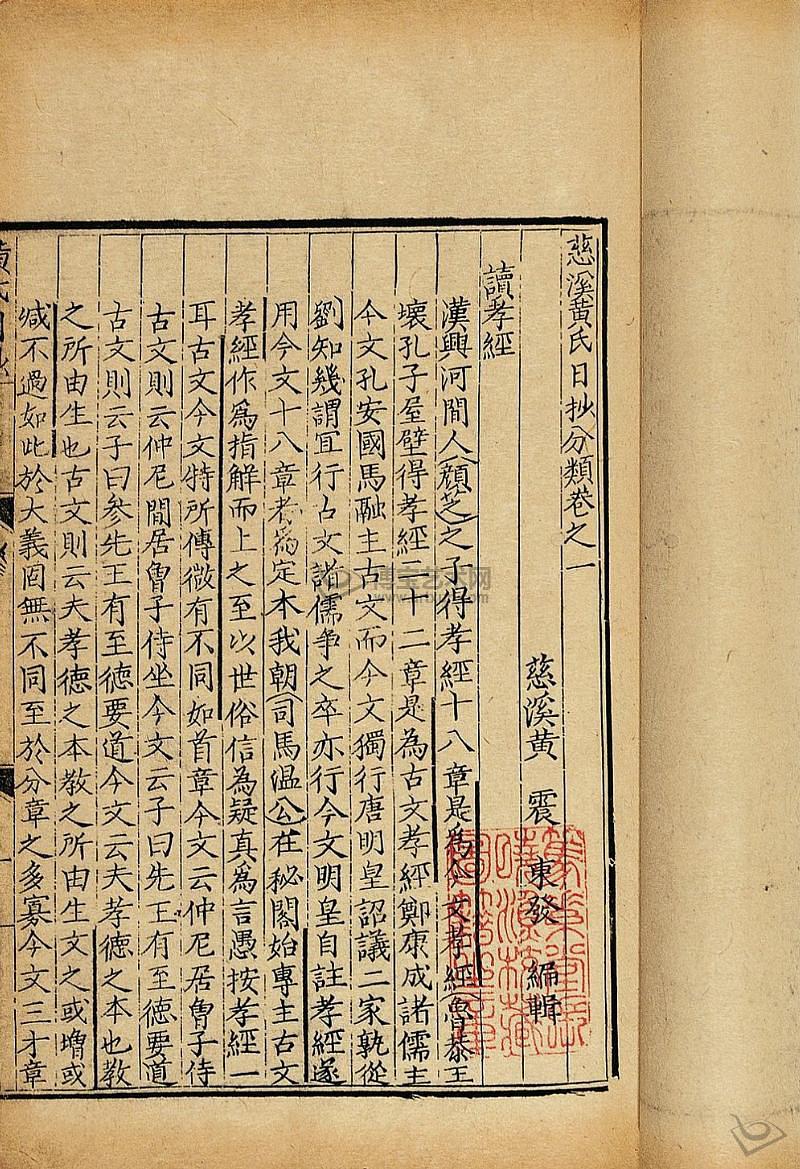 慈溪黄氏日抄分類卷之一
慈溪黄 震 東發 編輯
讀孝經
漢興河間人顔芝之子得孝經十八章是為今文孝經魯恭王
壞孔子屋壁得孝經二十二章是為古文孝經鄭康成諸儒主
今文孔安國馬融主古文而今文獨行唐明皇詔議二家孰從
劉知幾謂宜行古文諸儒争之卒亦行今文明皇自註孝經遂
用今文十八章者為定本我朝司馬温公在秘閣始專主古文
孝經作為指解而上之至以世俗信為疑真為言愚按孝經一
耳古文今文特所傳微有不同如首章今文云仲尼居曾子侍
古文則云仲尼閒居曾子侍坐今文云子曰先王有至德要道
古文則云子曰參先王有至德要道今文云夫孝德之本也教
之所由生也古文則云夫孝德之本教之所由生文之或增或
减不過如此於大義固無不同至於分章之多寡今文三才章
博宝艺术网